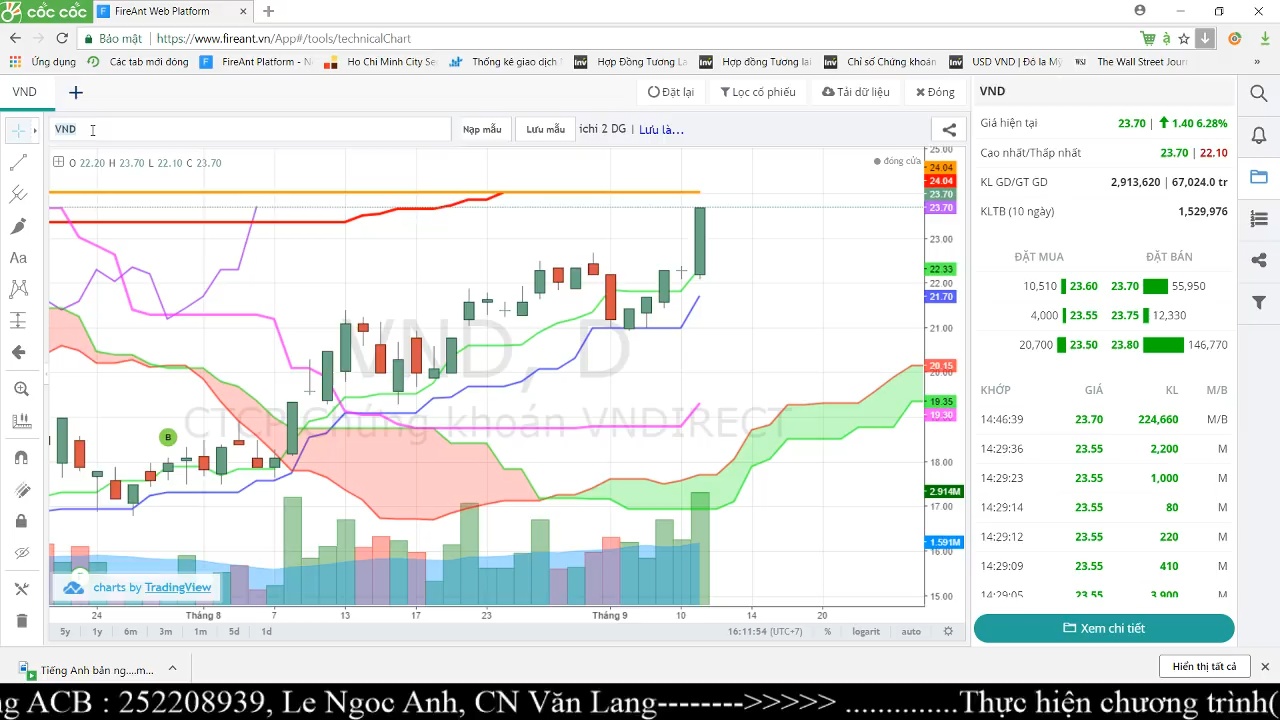 cốc cốc FireAnt Web Platform
Bảo mật https://www.fireant.vn/App#/tools/technicalChart
Ứng dụng Các tab mới đóng FireAnt Platform - N Ho Chi Minh City Se Thống kê giao dịch Hợp Đồng Tương La Hợp đồng Tương lai Chỉ số Chứng khoán USD VND | Đô la Mỹ The Wall Street Jour
VND Đặt lại Lọc cổ phiếu Tải dữ liệu Đóng
VND Nạp mẫu Lưu mẫu ichi 2 DG | Lưu là...
O 22.20 H 23.70 L 22.10 C 23.70
đóng cửa
VND, D
CTCP Chứng khoán VNDIRECT
B
25.00
24.04
24.04
23.70
23.70
23.00
22.33
22.00
21.70
21.00
20.15
20.00
19.35
19.30
18.00
2.914M
17.00
1.591M
16.00
15.00
charts by TradingView
24 Tháng 8 7 13 17 23 Tháng 9 10 14 20
5y 1y 6m 3m 1m 5d 1d 16:11:54 (UTC+7) % logarit auto
Aa
VND
Giá hiện tại 23.70 | 1.40 6.28%
Cao nhất/Thấp nhất 23.70 | 22.10
KL GD/GT GD 2,913,620 | 67,024.0 tr
KLTB (10 ngày) 1,529,976
ĐẶT MUA ĐẶT BÁN
10,510 23.60 23.70 55,950
4,000 23.55 23.75 12,330
20,700 23.50 23.80 146,770
KHỚP GIÁ KL M/B
14:46:39 23.70 224,660 M/B
14:29:36 23.55 2,200 M
14:29:23 23.55 1,000 M
14:29:14 23.55 80 M
14:29:12 23.55 220 M
14:29:09 23.55 410 M
14:29:05 23.55 3,900 M
Xem chi tiết
Tiếng Anh bản ng....m... Hiển thị tất cả
g ACB : 252208939, Le Ngoc Anh, CN Văn Lang-------->>>>> ..............Thực hiện chương trình(